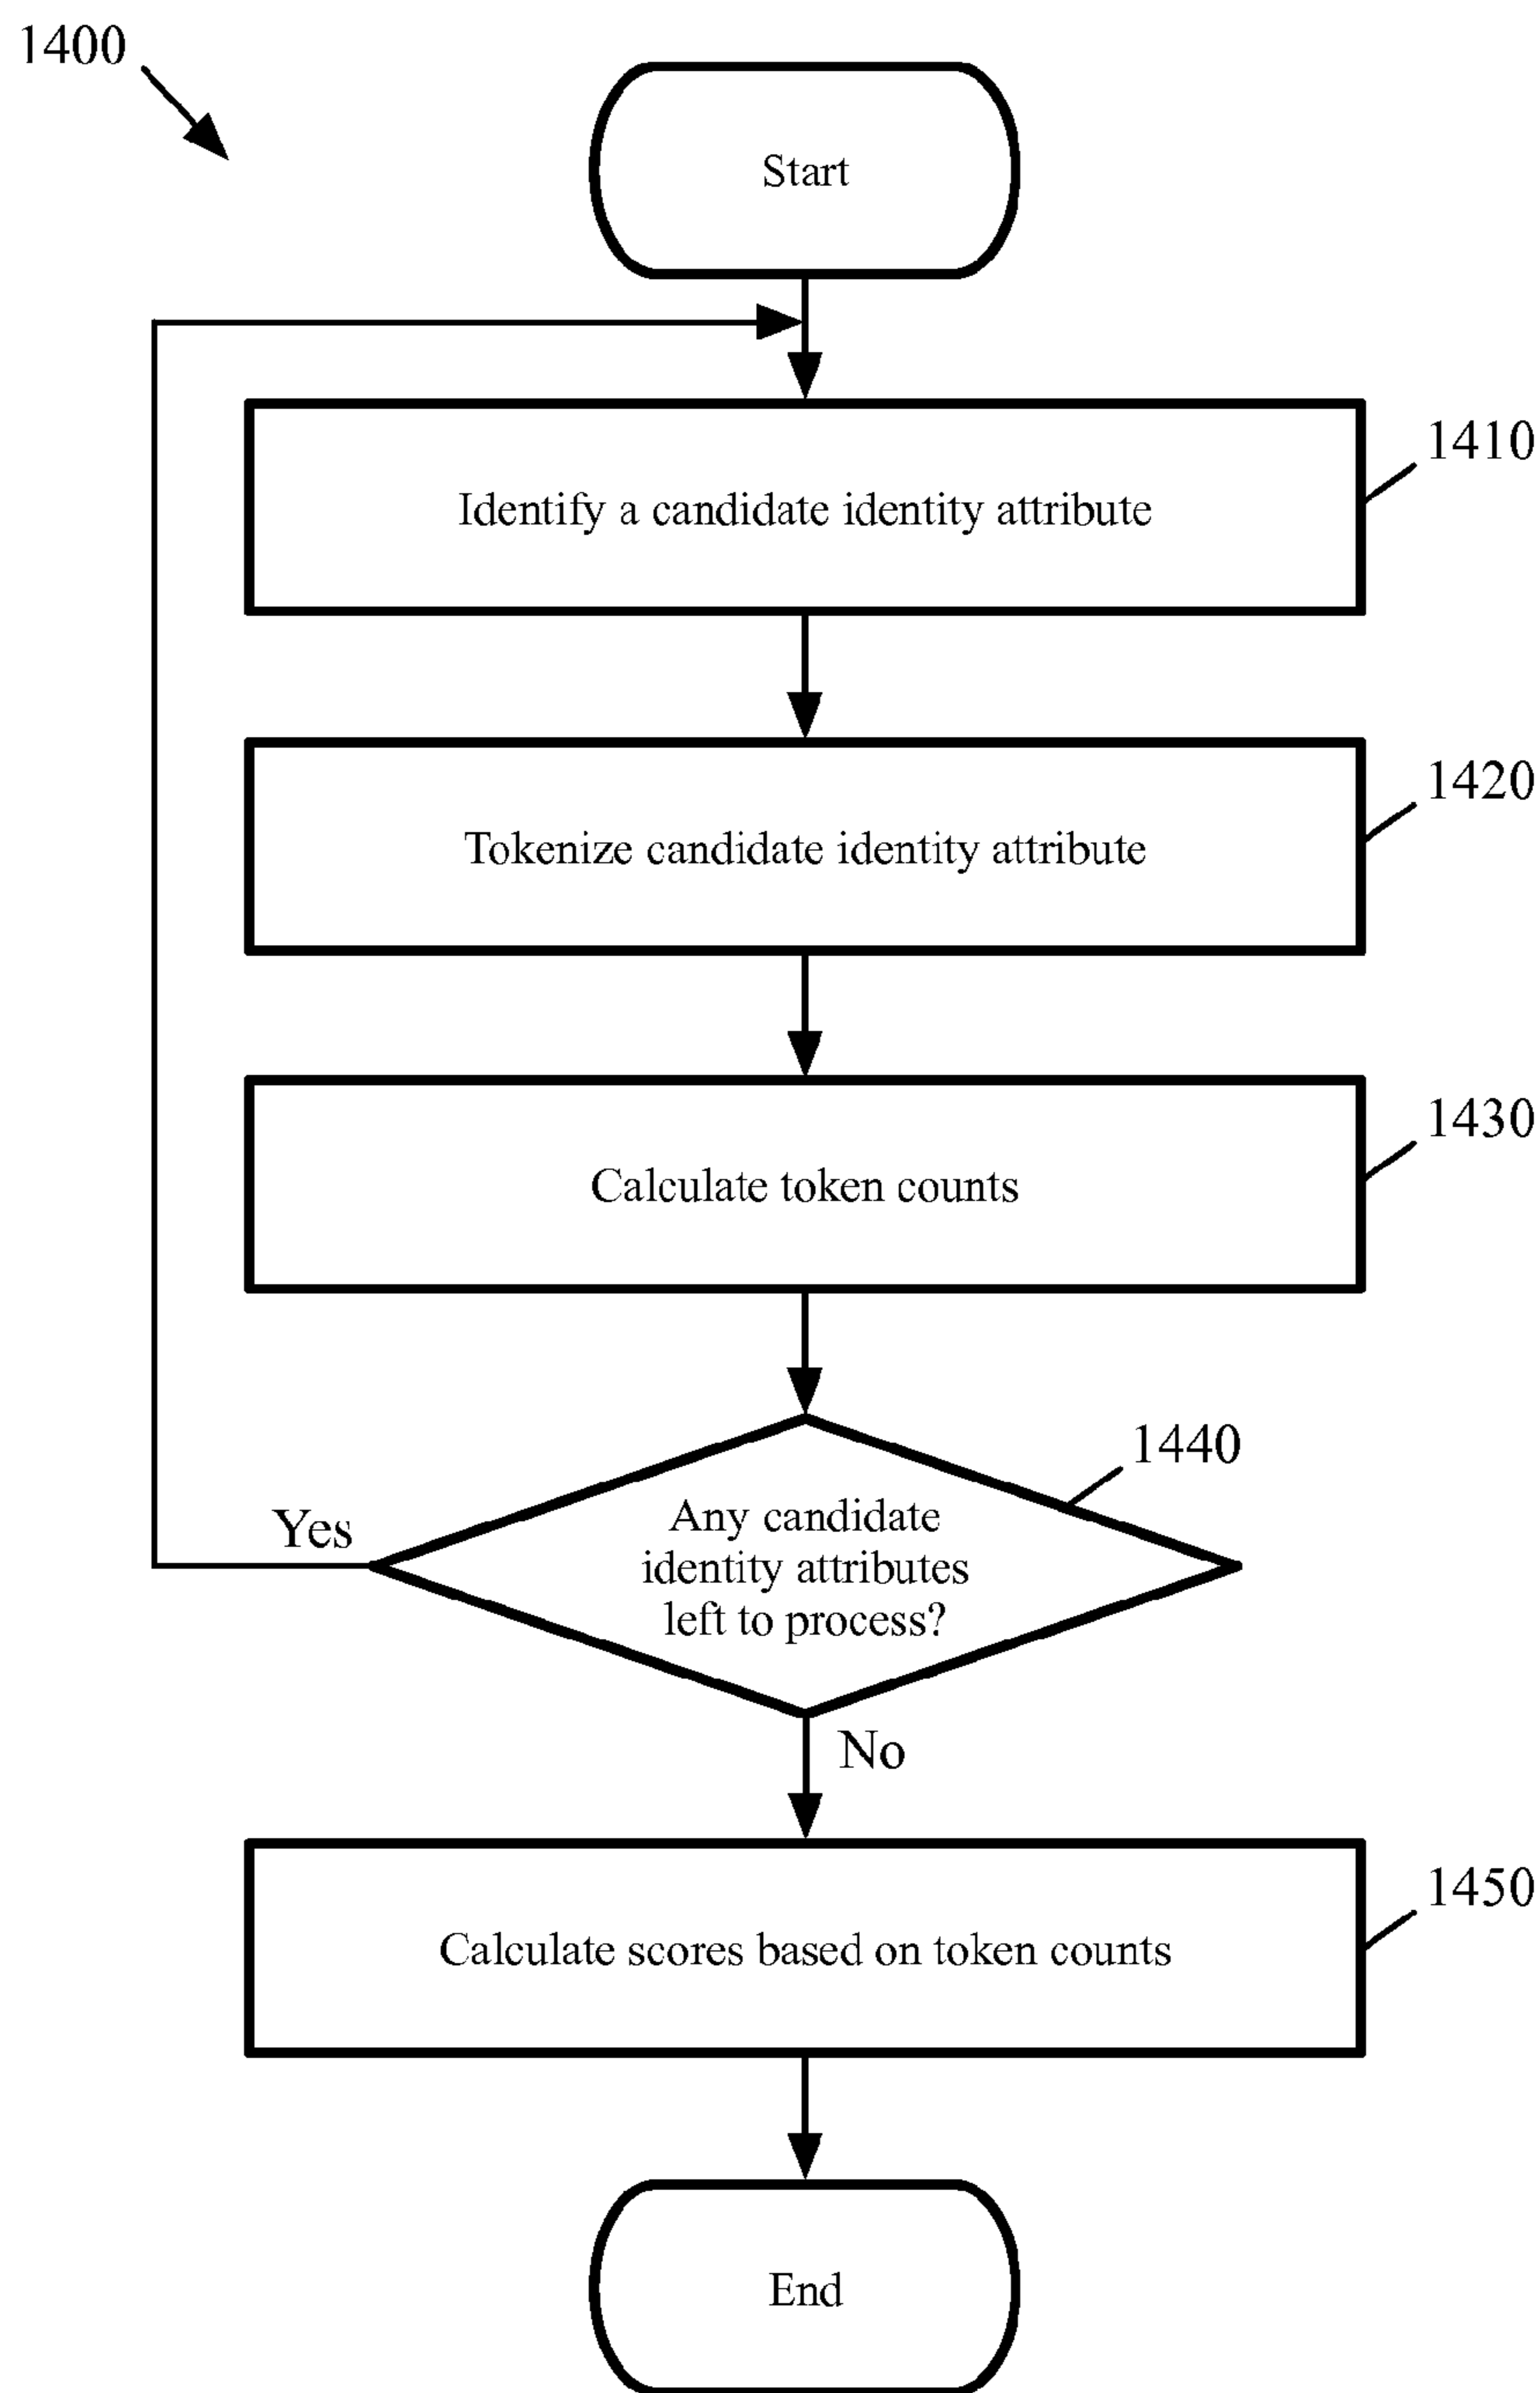 1400
Start
1410
Identify a candidate identity attribute
1420
Tokenize candidate identity attribute
1430
Calculate token counts
1440
Any candidate
identity attributes
left to process?
Yes
No
1450
Calculate scores based on token counts
End